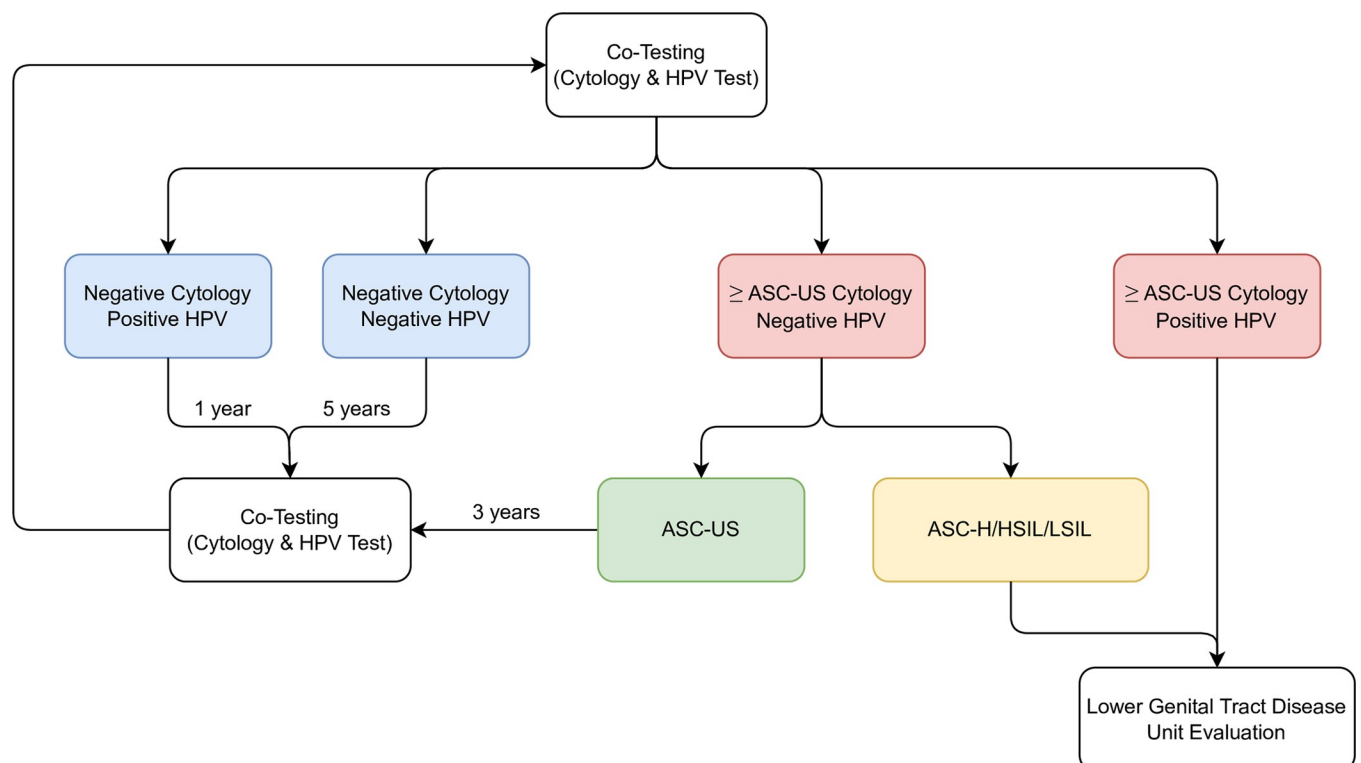 Co-Testing
(Cytology & HPV Test)
Negative Cytology
Positive HPV
Negative Cytology
Negative HPV
≥ ASC-US Cytology
Negative HPV
≥ ASC-US Cytology
Positive HPV
1 year
5 years
Co-Testing
(Cytology & HPV Test)
3 years
ASC-US
ASC-H/HSIL/LSIL
Lower Genital Tract Disease
Unit Evaluation